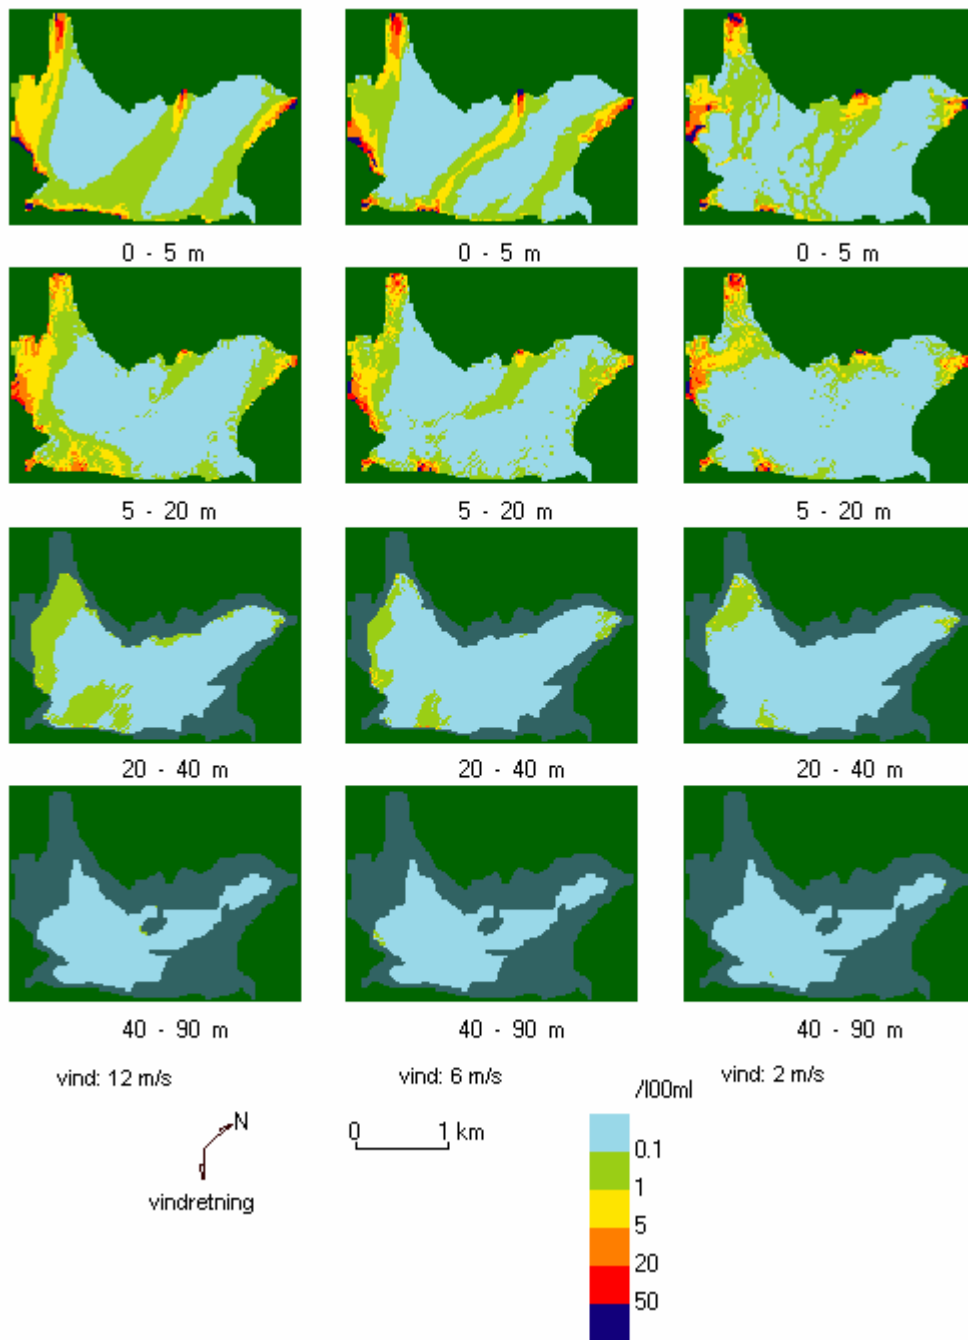 0 - 5 m
0 - 5 m
0 - 5 m
5 - 20 m
5 - 20 m
5 - 20 m
20 - 40 m
20 - 40 m
20 - 40 m
40 - 90 m
40 - 90 m
40 - 90 m
vind: 12 m/s
vind: 6 m/s
vind: 2 m/s
/100ml
N
0 1 km
vindretning
0.1
1
5
20
50